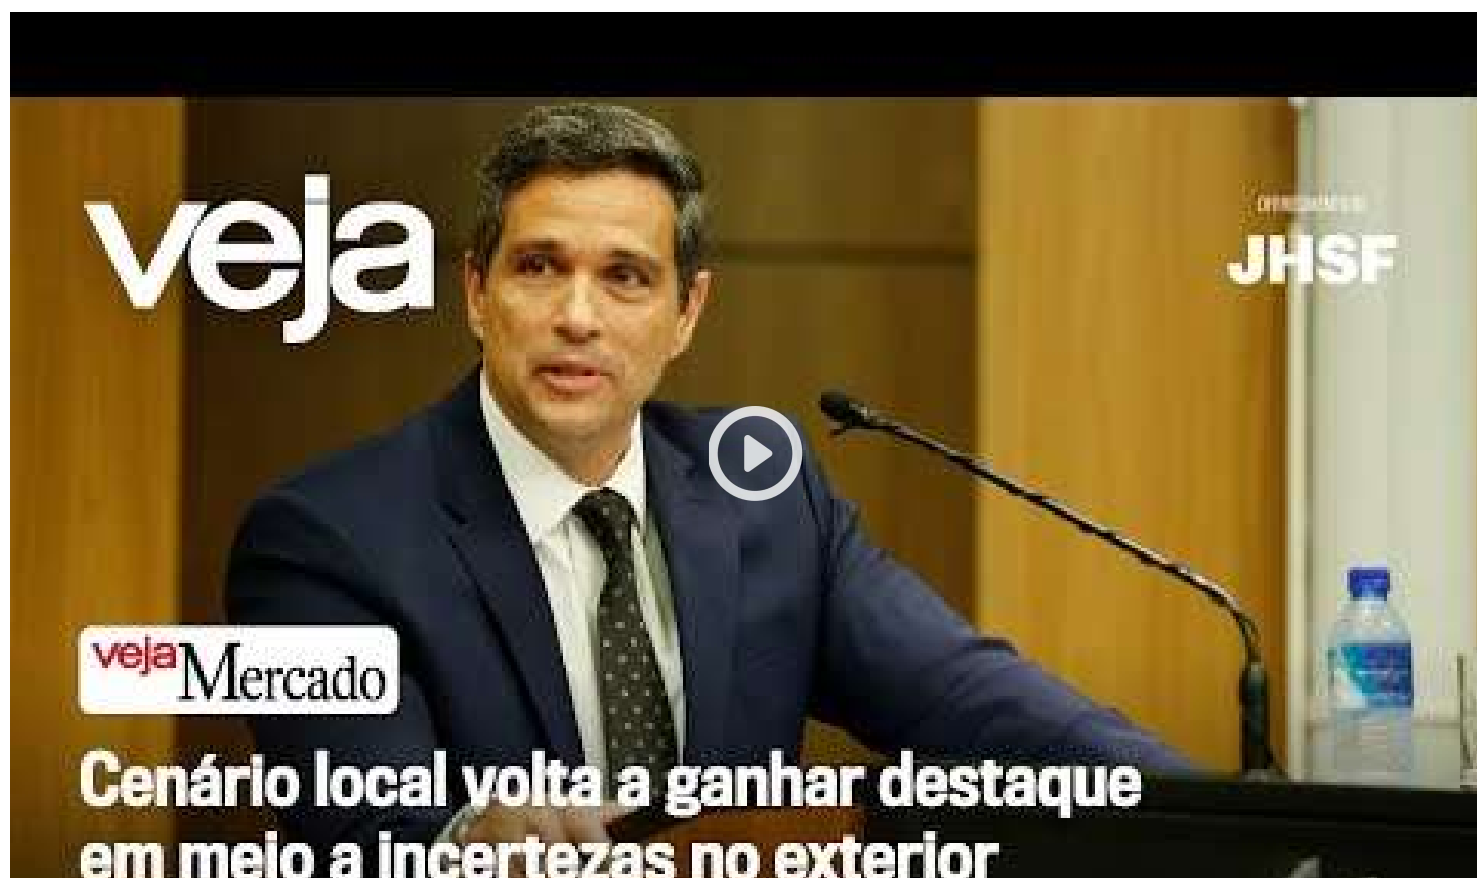 veja
JHSF
vejaMercado
Cenário local volta a ganhar destaque
em meio a incertezas no exterior